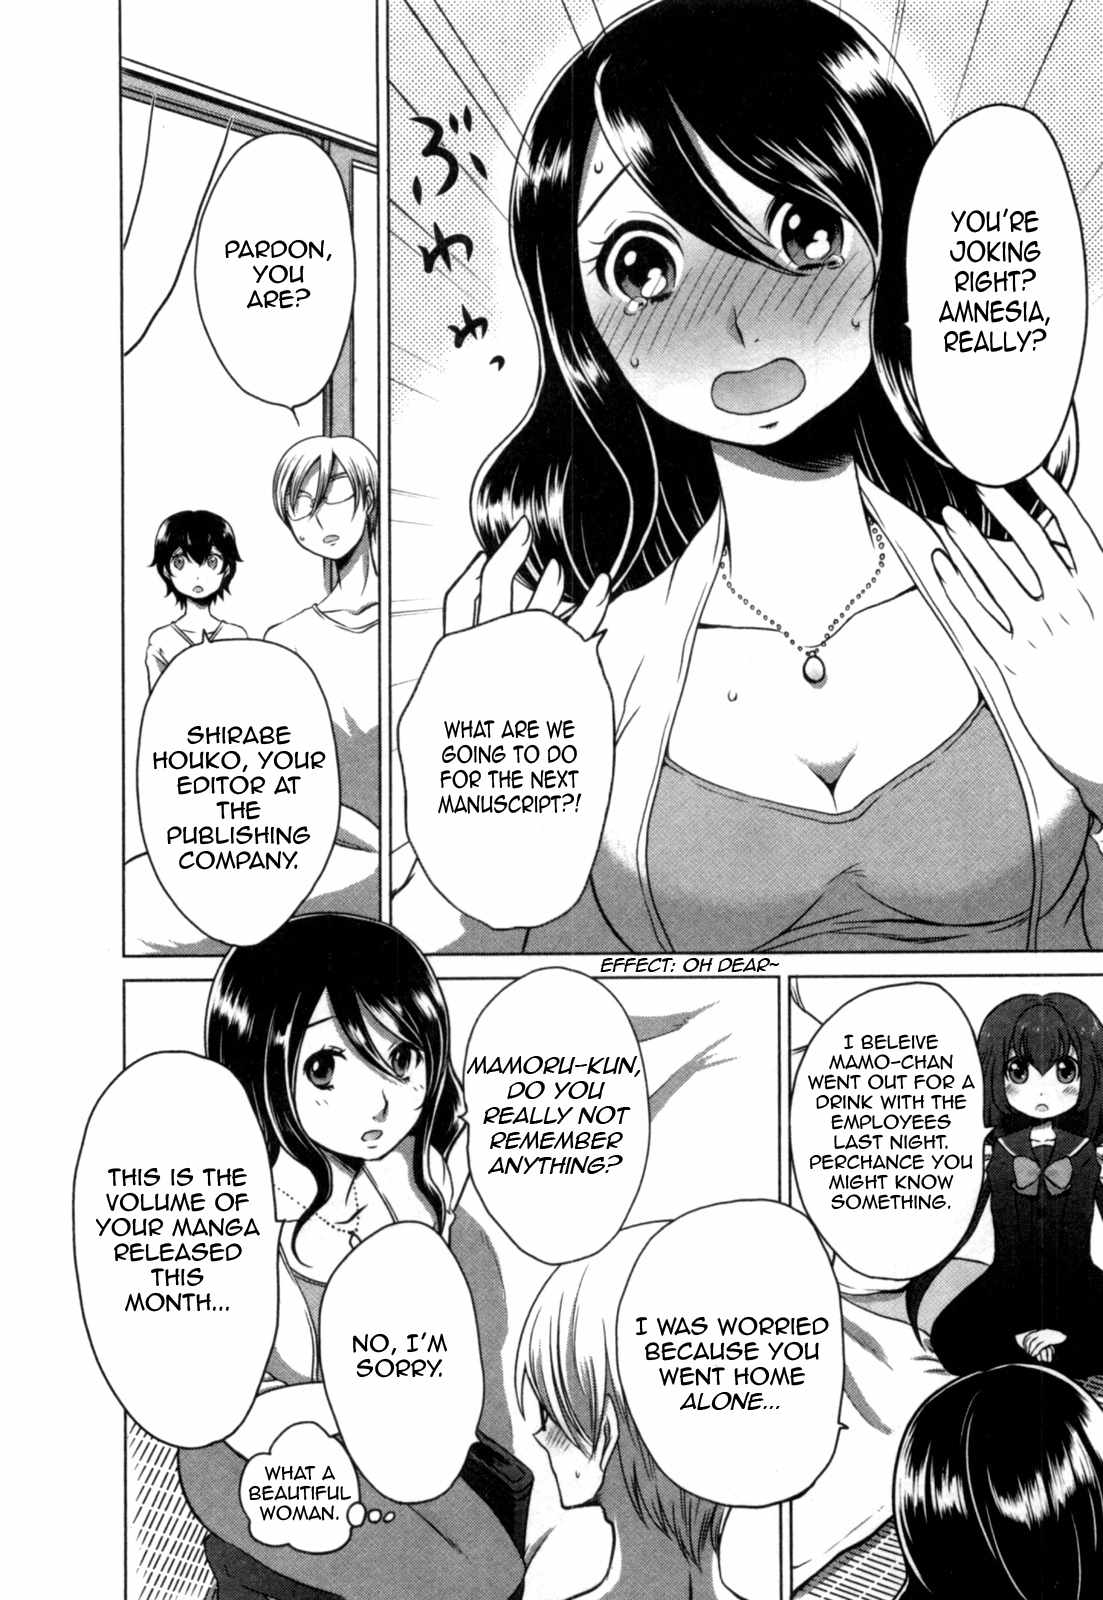 YOU'RE
JOKING
RIGHT?
AMNESIA,
REALLY?
ぶわわっ
WHAT ARE WE
GOING TO DO
FOR THE NEXT
MANUSCRIPT?!
PARDON,
YOU
ARE?
SHIRABE
HOUKO, YOUR
EDITOR AT
THE
PUBLISHING
COMPANY.
EFFECT: OH DEAR~
I BELEIVE
MAMO-CHAN
WENT OUT FOR A
DRINK WITH THE
EMPLOYEES
LAST NIGHT.
PERCHANCE YOU
MIGHT KNOW
SOMETHING.
I WAS WORRIED
BECAUSE YOU
WENT HOME
ALONE...
MAMORU-KUN,
DO YOU
REALLY NOT
REMEMBER
ANYTHING?
NO, I'M
SORRY.
WHAT A
BEAUTIFUL
WOMAN.
THIS IS THE
VOLUME OF
YOUR MANGA
RELEASED
THIS
MONTH...